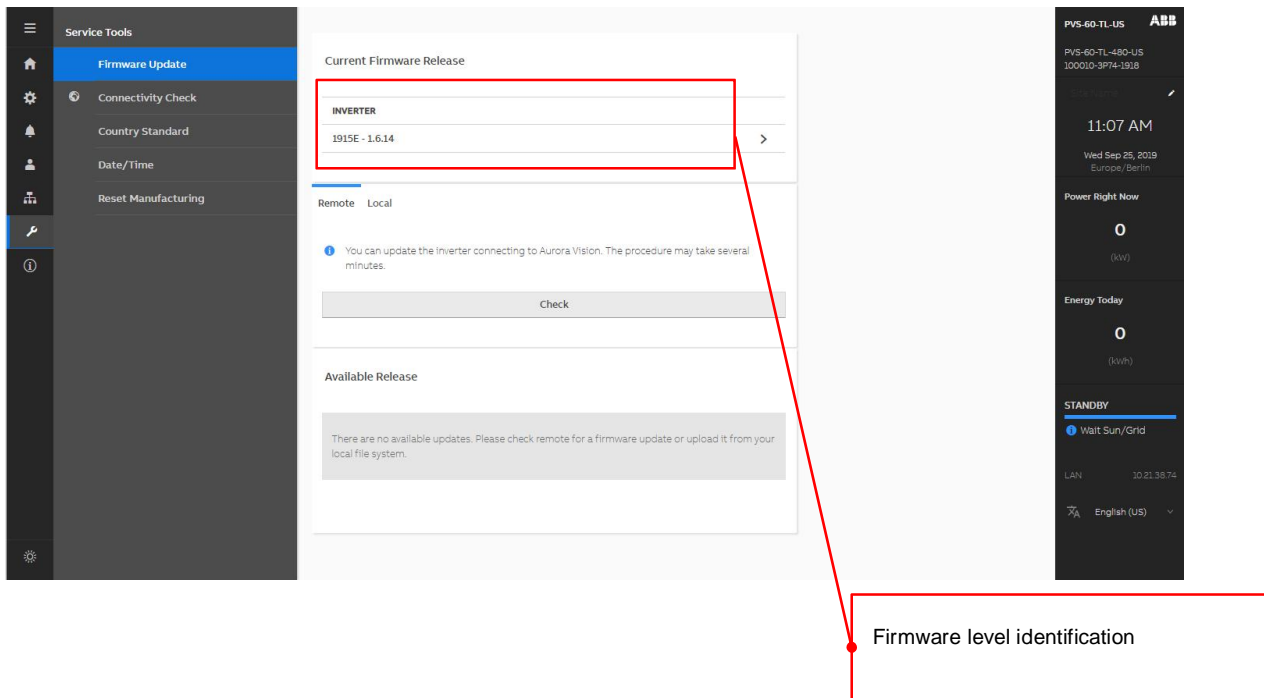 Service Tools
Firmware Update
Connectivity Check
Country Standard
Date/Time
Reset Manufacturing
Current Firmware Release
INVERTER
1915E - 1.6.14
Remote Local
You can update the inverter connecting to Aurora Vision. The procedure may take several
minutes.
Check
Available Release
There are no available updates. Please check remote for a firmware update or upload it from your
local file system.
PVS-60-TL-US ABB
PVS-60-TL-480-US
100010-3P74-1918
Site Name
11:07 AM
Wed Sep 25, 2019
Europe/Berlin
Power Right Now
0
(kW)
Energy Today
0
(kWh)
STANDBY
Wait Sun/Grid
LAN 10.21.38.74
English (US)
Firmware level identification